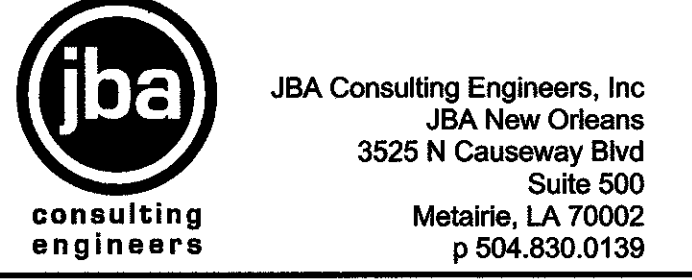 jba
consulting
engineers
JBA Consulting Engineers, Inc
JBA New Orleans
3525 N Causeway Blvd
Suite 500
Metairie, LA 70002
p 504.830.0139